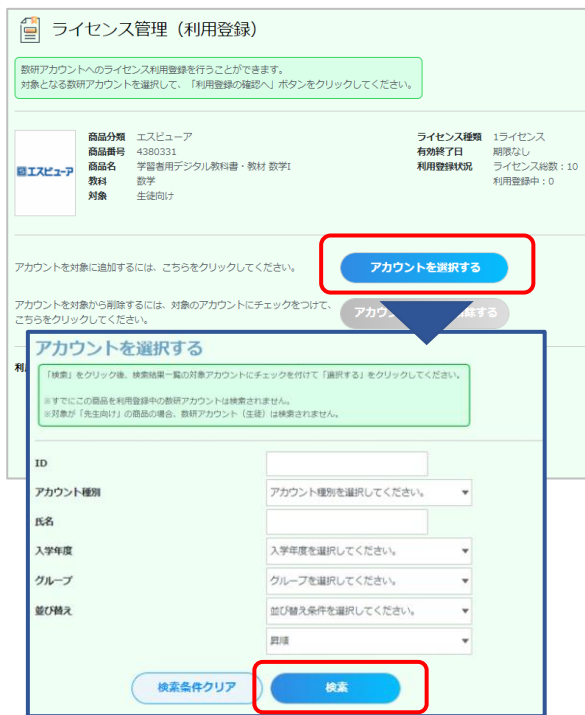 ライセンス管理（利用登録）
数研アカウントへのライセンス利用登録を行うことができます。
対象となる数研アカウントを選択して、「利用登録の確認へ」ボタンをクリックしてください。
エスビューア
商品分類 エスビューア
商品番号 4380331
商品名 学習者用デジタル教科書・教材 数学I
教科 数学
対象 生徒向け
ライセンス種類 1ライセンス
有効終了日 期限なし
利用登録状況 ライセンス総数：10
利用登録中：0
アカウントを対象に追加するには、こちらをクリックしてください。
アカウントを選択する
アカウントを対象から削除するには、対象のアカウントにチェックをつけて、
こちらをクリックしてください。
アカウ
する
アカウントを選択する
「検索」をクリック後、検索結果一覧の対象アカウントにチェックを付けて「選択する」をクリックしてください。
※すでにこの商品を利用登録中の数研アカウントは検索されません。
※対象が「先生向け」の商品の場合、数研アカウント（生徒）は検索されません。
ID
アカウント種別 アカウント種別を選択してください。
氏名
入学年度 入学年度を選択してください。
グループ グループを選択してください。
並び替え 並び替え条件を選択してください。
昇順
検索条件クリア
検索